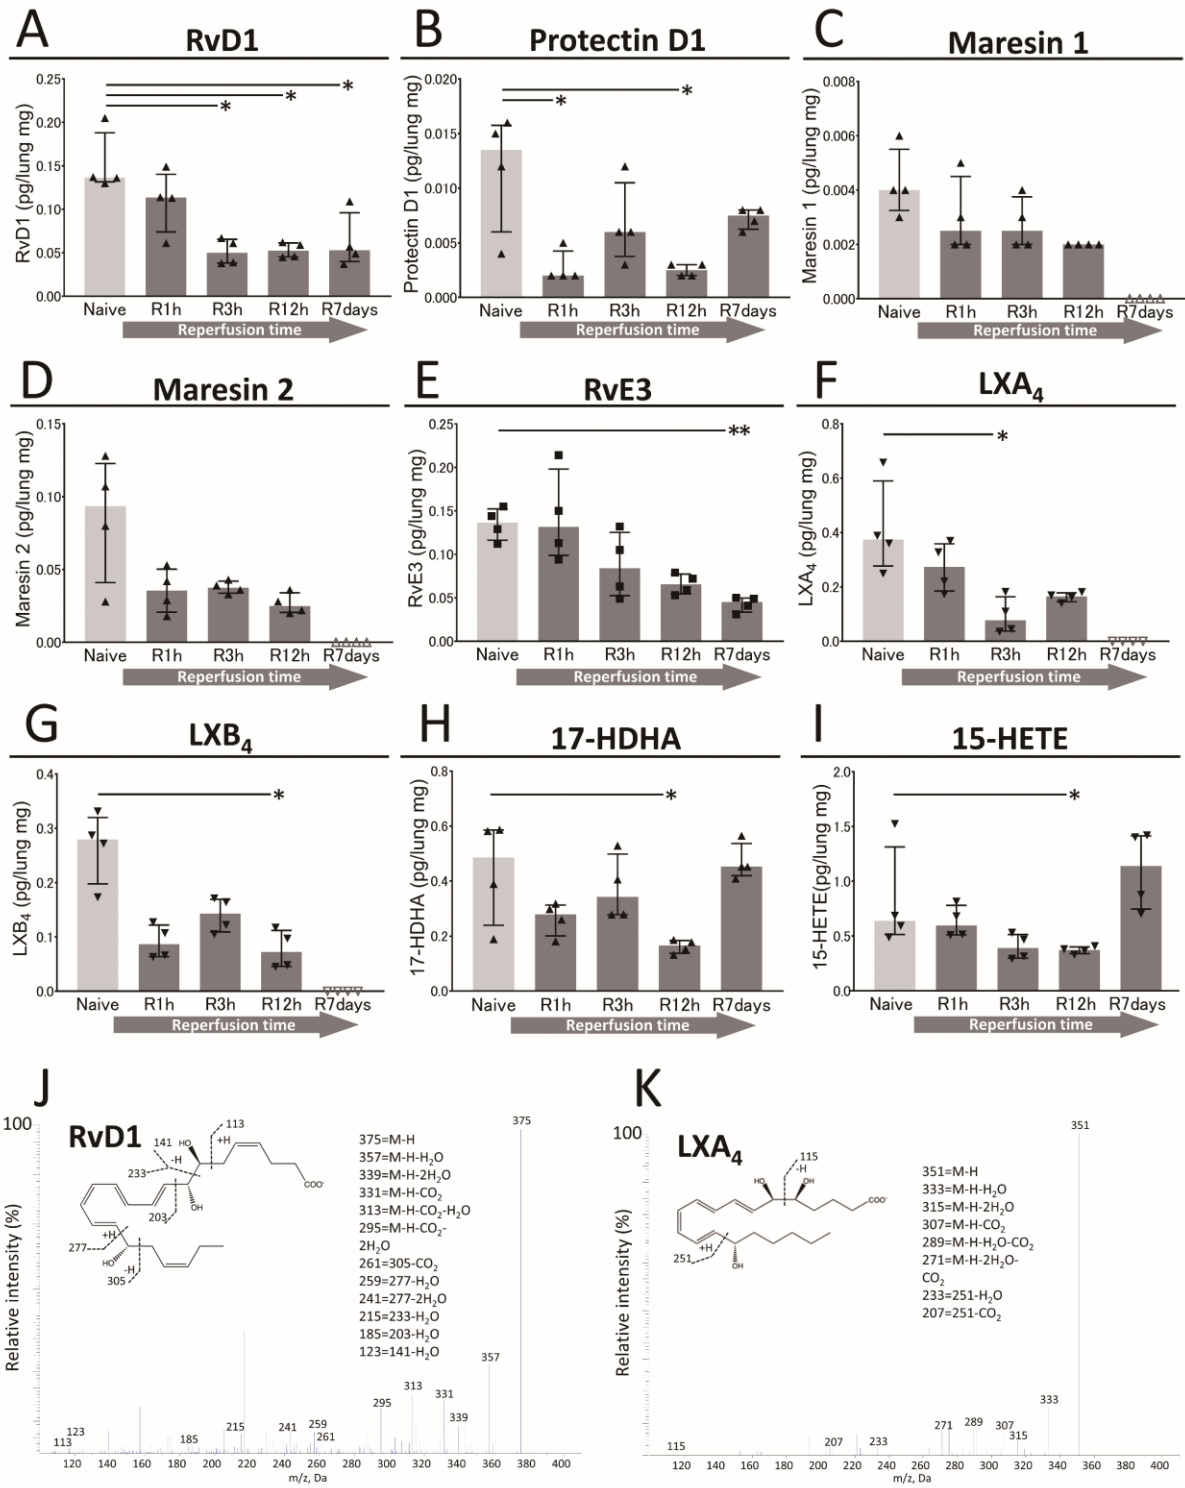 A
RvD1
RvD1 (pg/lung mg)
0.25
0.20
0.15
0.10
0.05
0.00
*
*
*
Naive R1h R3h R12h R7days
Reperfusion time
B
Protectin D1
Protectin D1 (pg/lung mg)
0.020
0.015
0.010
0.005
0.000
*
*
Naive R1h R3h R12h R7days
Reperfusion time
C
Maresin 1
Maresin 1 (pg/lung mg)
0.008
0.006
0.004
0.002
0.000
Naive R1h R3h R12h R7days
Reperfusion time
D
Maresin 2
Maresin 2 (pg/lung mg)
0.15
0.10
0.05
0.00
Naive R1h R3h R12h R7days
Reperfusion time
E
RvE3
RvE3 (pg/lung mg)
0.25
0.20
0.15
0.10
0.05
0.00
**
Naive R1h R3h R12h R7days
Reperfusion time
F
LXA4
LXA4 (pg/lung mg)
0.8
0.6
0.4
0.2
0.0
*
Naive R1h R3h R12h R7days
Reperfusion time
G
LXB4
LXB4 (pg/lung mg)
0.4
0.3
0.2
0.1
0.0
*
Naive R1h R3h R12h R7days
Reperfusion time
H
17-HDHA
17-HDHA (pg/lung mg)
0.8
0.6
0.4
0.2
0.0
*
Naive R1h R3h R12h R7days
Reperfusion time
I
15-HETE
15-HETE(pg/lung mg)
2.0
1.5
1.0
0.5
0.0
*
Naive R1h R3h R12h R7days
Reperfusion time
J
RvD1
Relative intensity (%)
100
113
+H
141
-H
233
HO
COO-
OH
203
+H
277
HO
-H
305
375=M-H
357=M-H-H2O
339=M-H-2H2O
331=M-H-CO2
313=M-H-CO2-H2O
295=M-H-CO2-
2H2O
261=305-CO2
259=277-H2O
241=277-2H2O
215=233-H2O
185=203-H2O
123=141-H2O
375
357
339
331
313
295
261
259
241
215
185
123
113
120 140 160 180 200 220 240 260 280 300 320 340 360 380 400
m/z, Da
K
LXA4
Relative intensity (%)
100
115
-H
HO
HO
COO-
+H
251
OH
351=M-H
333=M-H-H2O
315=M-H-2H2O
307=M-H-CO2
289=M-H-H2O-CO2
271=M-H-2H2O-
CO2
233=251-H2O
207=251-CO2
351
333
315
307
289
271
233
207
115
120 140 160 180 200 220 240 260 280 300 320 340 360 380 400
m/z, Da